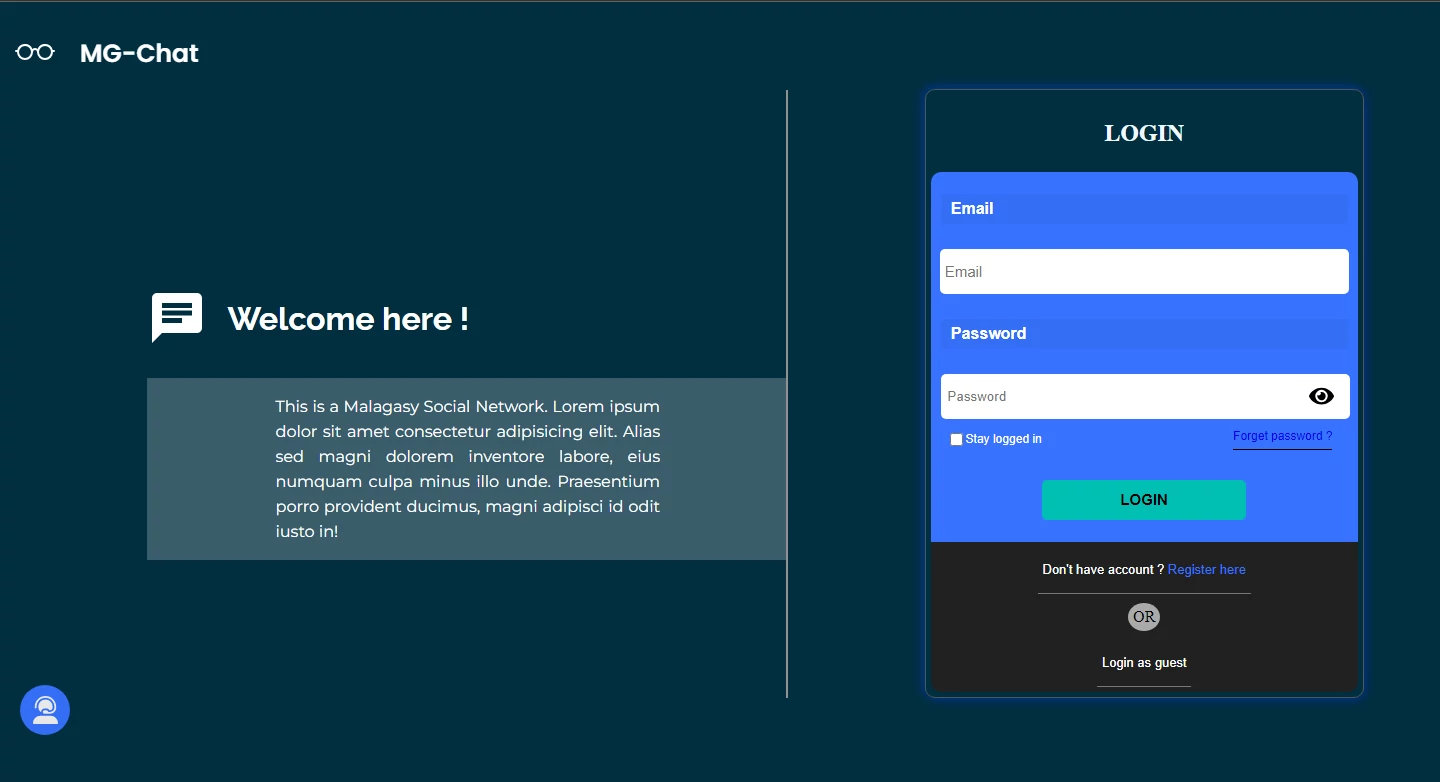 MG-Chat
Welcome here !
This is a Malagasy Social Network. Lorem ipsum
dolor sit amet consectetur adipisicing elit. Alias
sed magni dolorem inventore labore, eius
numquam culpa minus illo unde. Praesentium
porro provident ducimus, magni adipisci id odit
iusto in!
LOGIN
Email
Email
Password
Password
Stay logged in
Forget password ?
LOGIN
Don't have account ? Register here
OR
Login as guest